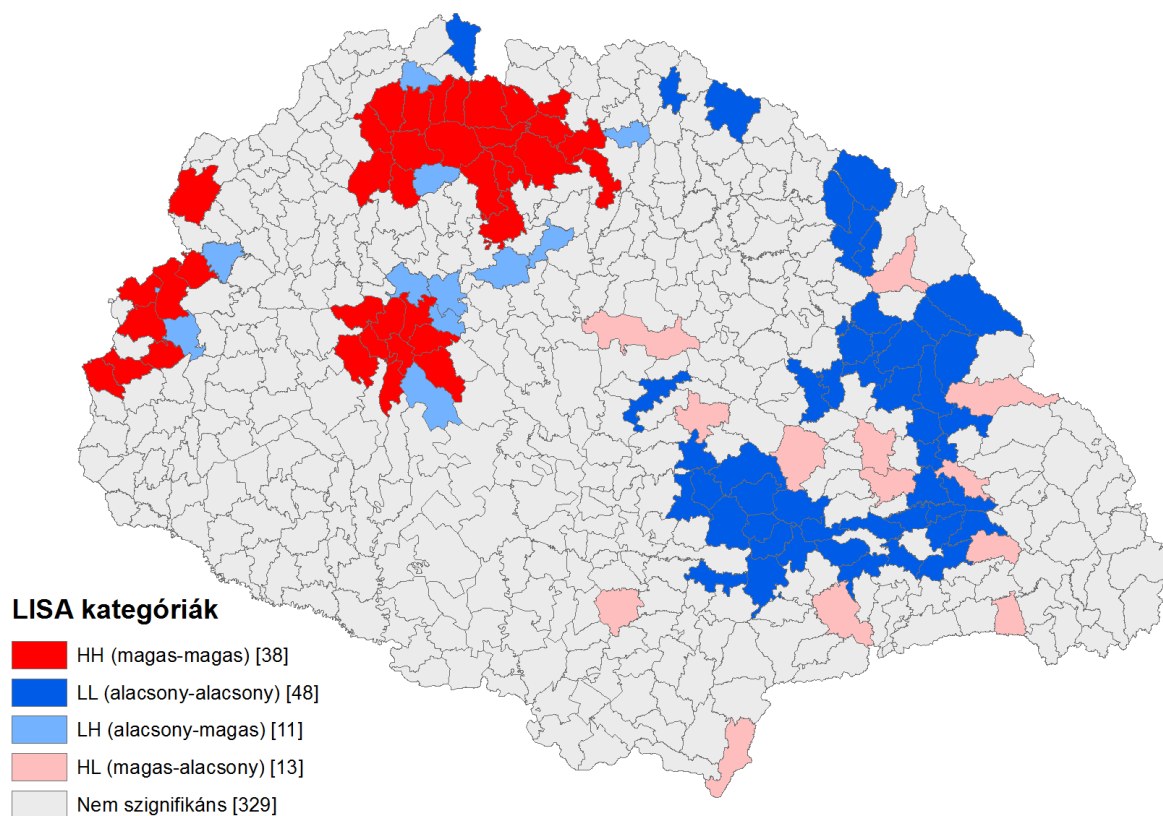 LISA kategóriák
HH (magas-magas) [38]
LL (alacsony-alacsony) [48]
LH (alacsony-magas) [11]
HL (magas-alacsony) [13]
Nem szignifikáns [329]